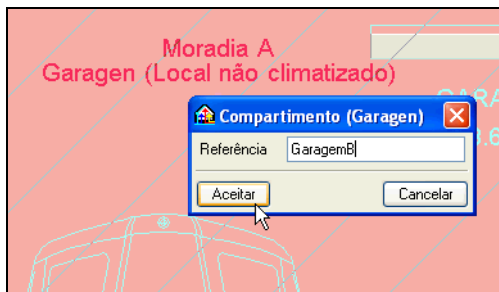 Moradia A
Garagen (Local não climatizado)
Compartimento (Garagen)
Referência GaragemB
Aceitar Cancelar